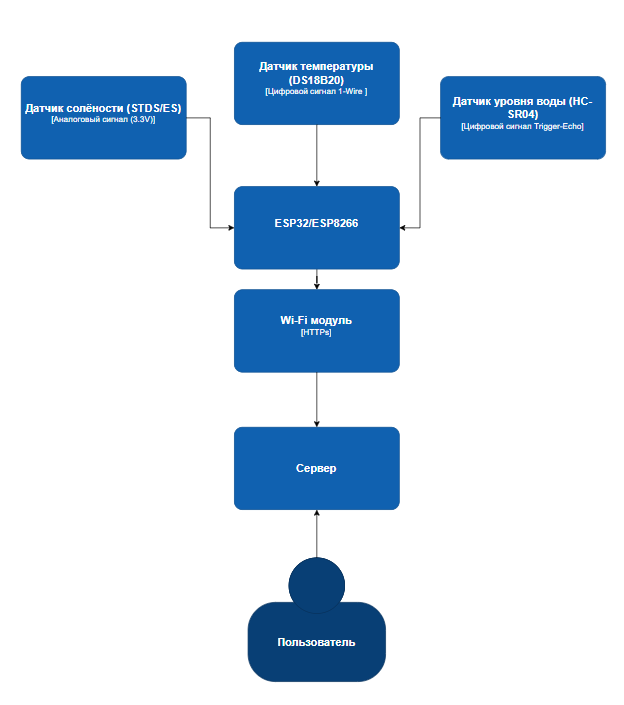 Датчик температуры
(DS18B20)
[Цифровой сигнал 1-Wire ]
Датчик солёности (STDS/ES)
[Аналоговый сигнал (3.3V)]
Датчик уровня воды (HC-
SR04)
[Цифровой сигнал Trigger-Echo]
ESP32/ESP8266
Wi-Fi модуль
[HTTPs]
Сервер
Пользователь